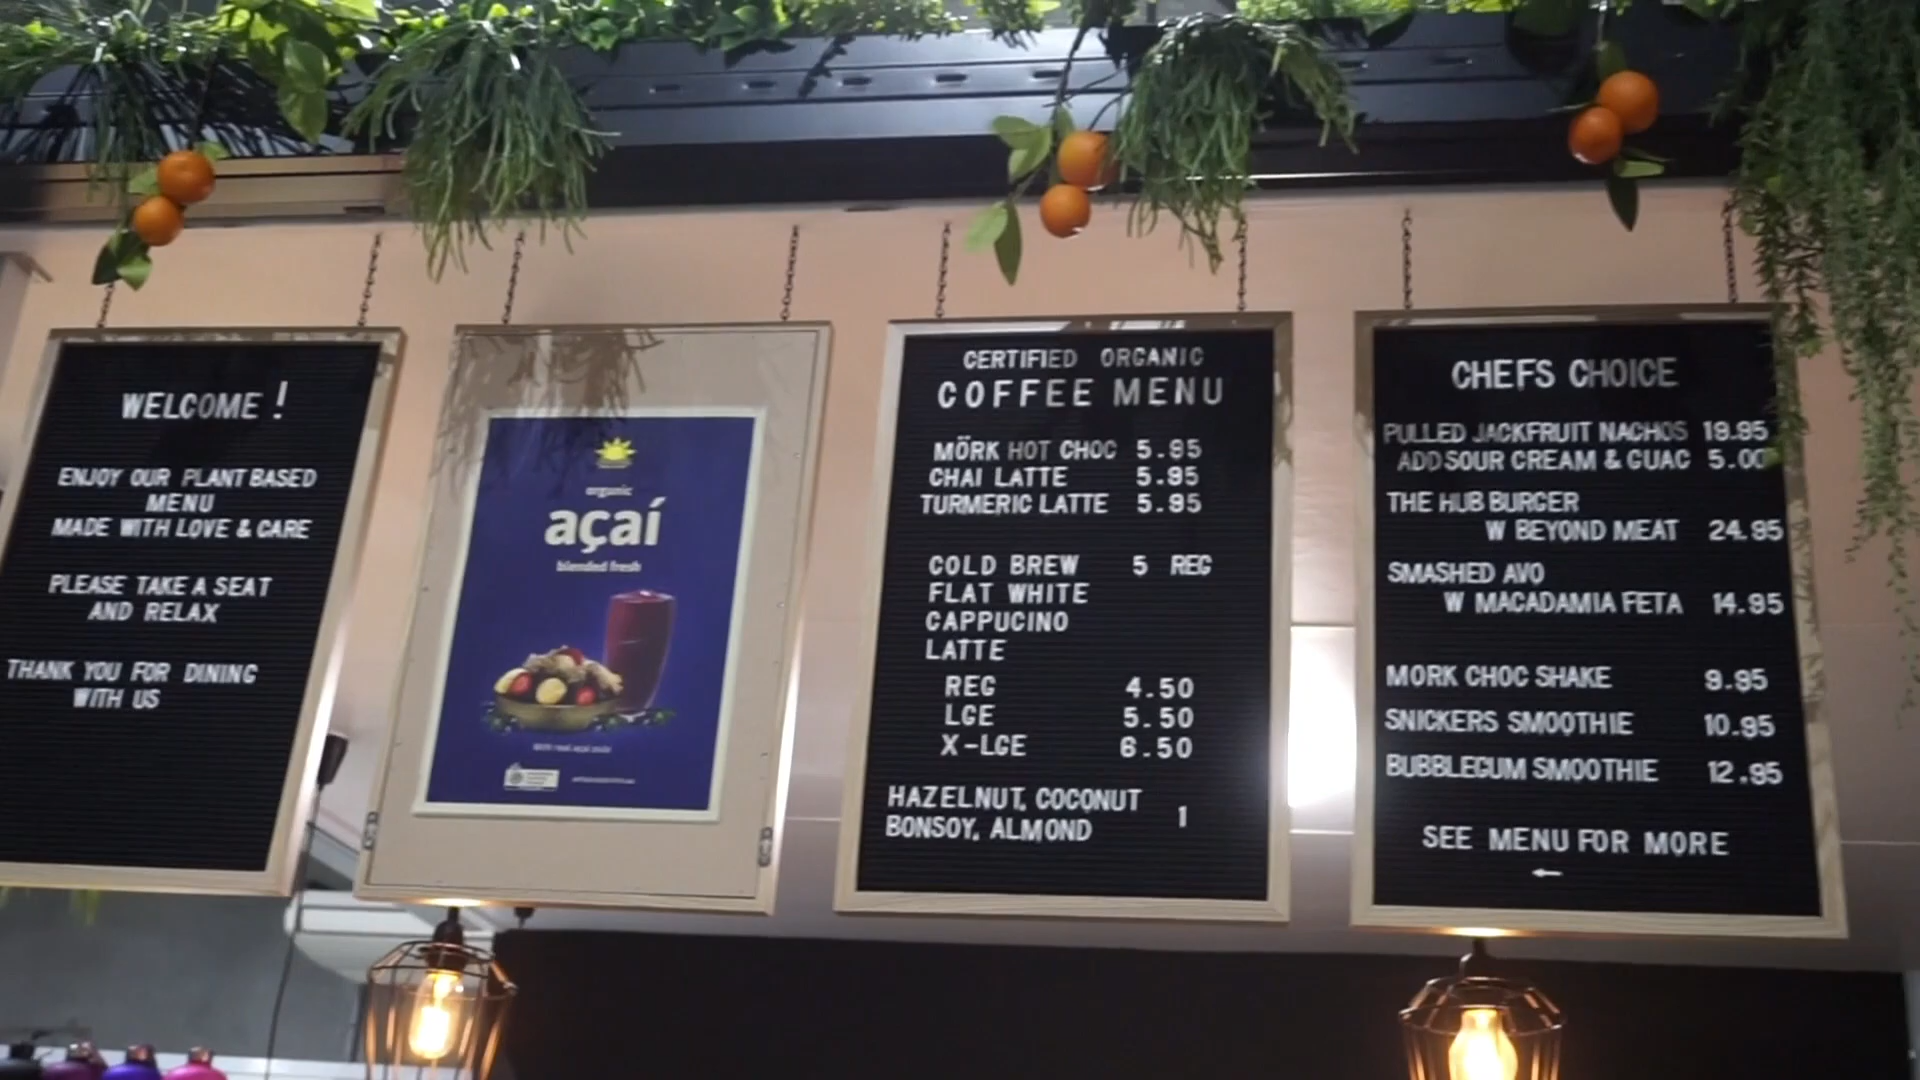 WELCOME!
ENJOY OUR PLANT BASED
MENU
MADE WITH LOVE & CARE
PLEASE TAKE A SEAT
AND RELAX
THANK YOU FOR DINING
WITH US
organic
açaí
blended fresh
CERTIFIED ORGANIC
COFFEE MENU
MÖRK HOT CHOC 5.95
CHAI LATTE 5.95
TURMERIC LATTE 5.95
COLD BREW 5 REG
FLAT WHITE
CAPPUCINO
LATTE
REG 4.50
LGE 5.50
X-LGE 6.50
HAZELNUT, COCONUT
BONSOY, ALMOND 1
CHEFS CHOICE
PULLED JACKFRUIT NACHOS 19.95
ADD SOUR CREAM & GUAC 5.00
THE HUB BURGER
W BEYOND MEAT 24.95
SMASHED AVO
W MACADAMIA FETA 14.95
MORK CHOC SHAKE 9.95
SNICKERS SMOOTHIE 10.95
BUBBLEGUM SMOOTHIE 12.95
SEE MENU FOR MORE
←